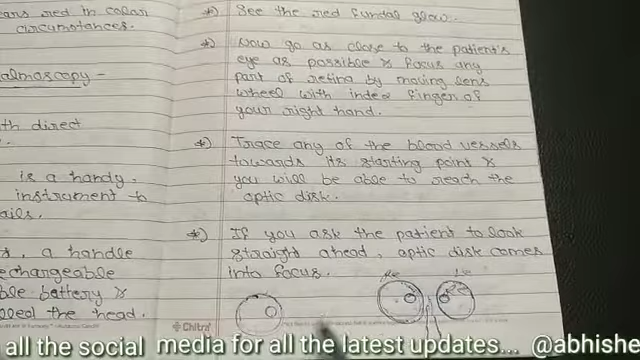 ans red in colour
circumstances.
almoscopy -
th direct
is a handy
instrument to
ails.
a handle
echangeable
ble battery &
the head.
*) See the red fundal glow.
*) Now go as close to the patient's
eye as possible & focus any
part of retina by moving lens
wheel with index finger of
your right hand.
*) Trace any of the blood vessels
towards its starting point &
you will be able to reach the
optic disk.
*) If you ask the patient to look
straight ahead, optic disk comes
into focus.
Re Le
Chitra
all the social media for all the latest updates... @abhishe